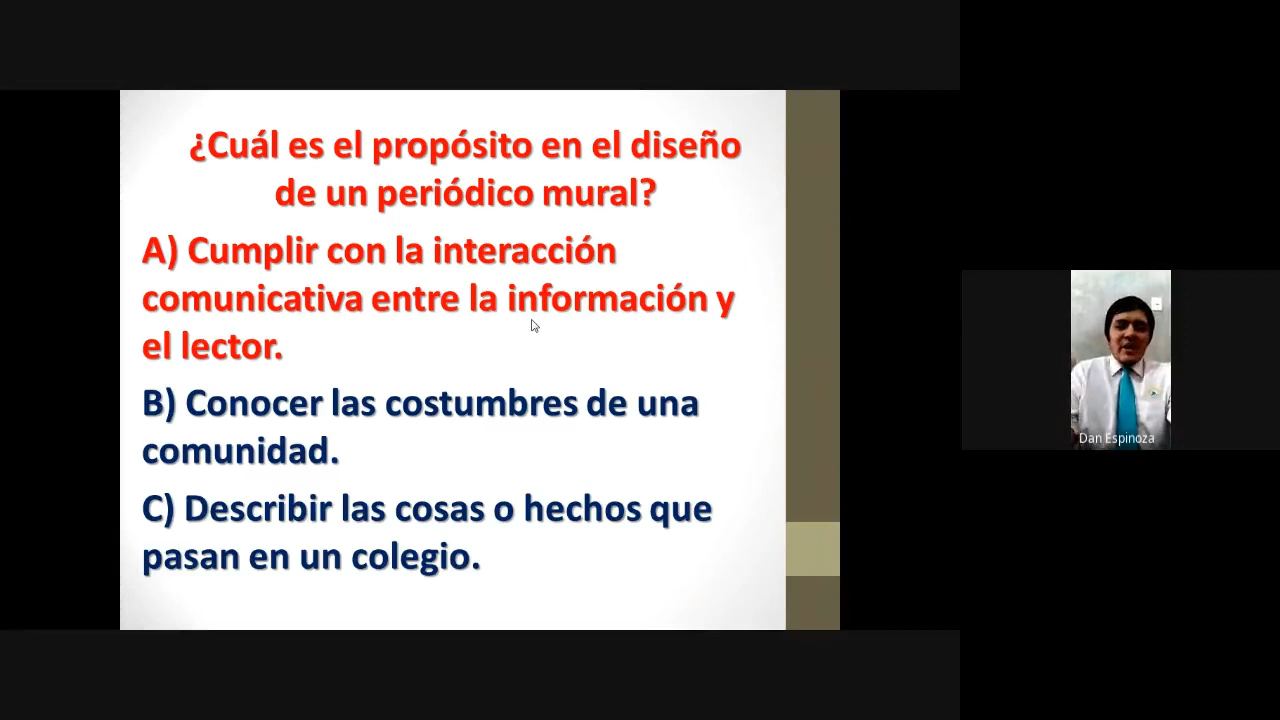 ¿Cuál es el propósito en el diseño
de un periódico mural?
A) Cumplir con la interacción
comunicativa entre la información y
el lector.
B) Conocer las costumbres de una
comunidad.
C) Describir las cosas o hechos que
pasan en un colegio.
Dan Espinoza